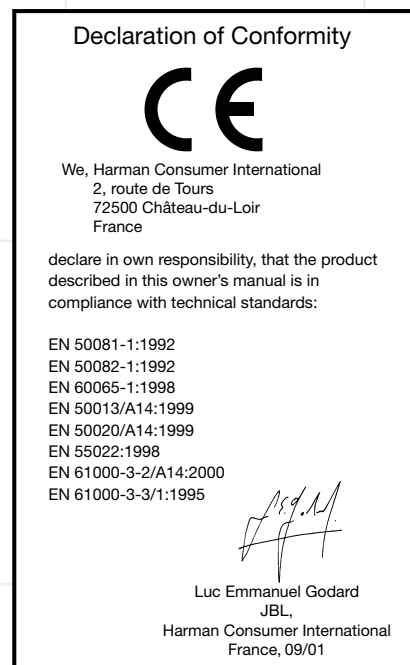 Declaration of Conformity
CE
We, Harman Consumer International
2, route de Tours
72500 Château-du-Loir
France
declare in own responsibility, that the product
described in this owner’s manual is in
compliance with technical standards:
EN 50081-1:1992
EN 50082-1:1992
EN 60065-1:1998
EN 50013/A14:1999
EN 50020/A14:1999
EN 55022:1998
EN 61000-3-2/A14:2000
EN 61000-3-3/1:1995
Luc Emmanuel Godard
JBL,
Harman Consumer International
France, 09/01